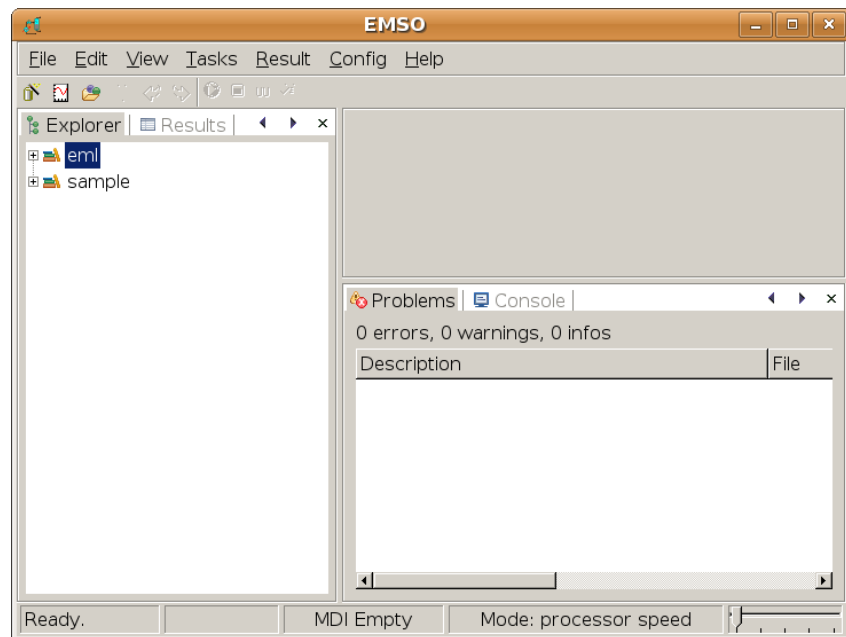 EMSO
File Edit View Tasks Result Config Help
Explorer Results
eml
sample
Problems Console
0 errors, 0 warnings, 0 infos
Description File
Ready. MDI Empty Mode: processor speed